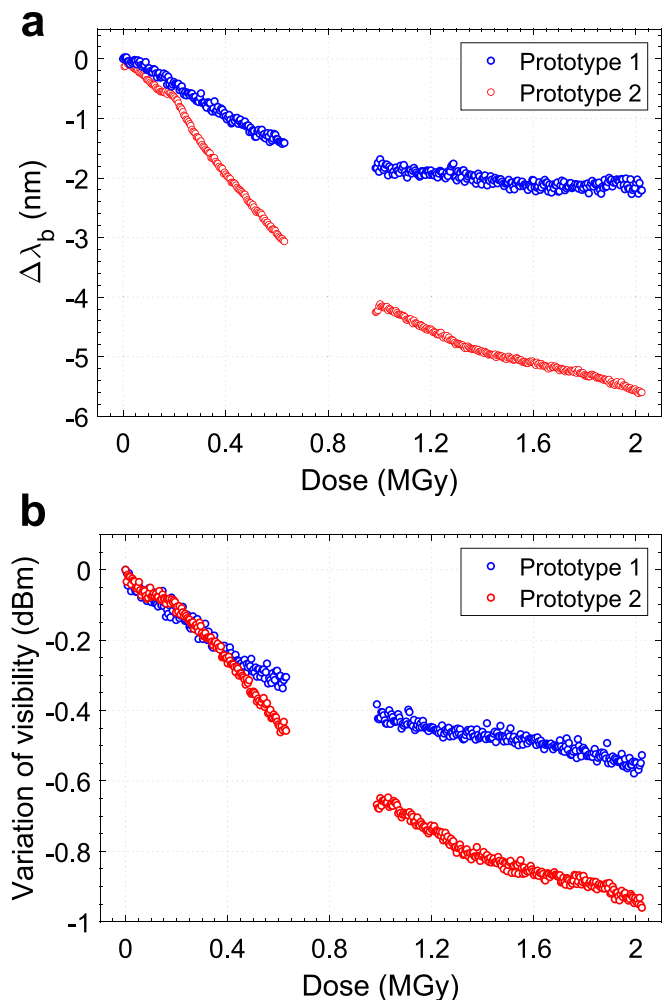 a
0
-1
-2
-3
-4
-5
-6
Δλb (nm)
Prototype 1
Prototype 2
0
0.4
0.8
1.2
1.6
2
Dose (MGy)
b
0
-0.2
-0.4
-0.6
-0.8
-1
Variation of visibility (dBm)
Prototype 1
Prototype 2
0
0.4
0.8
1.2
1.6
2
Dose (MGy)